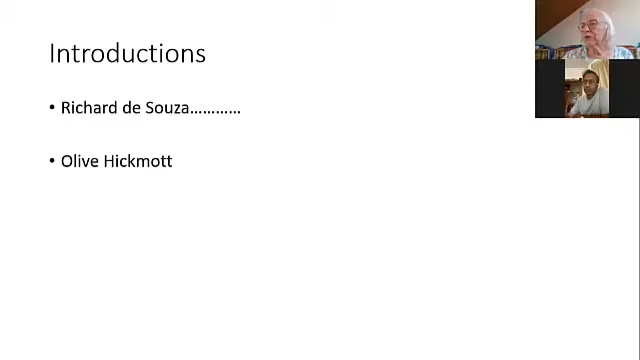 Introductions
• Richard de Souza…………
• Olive Hickmott